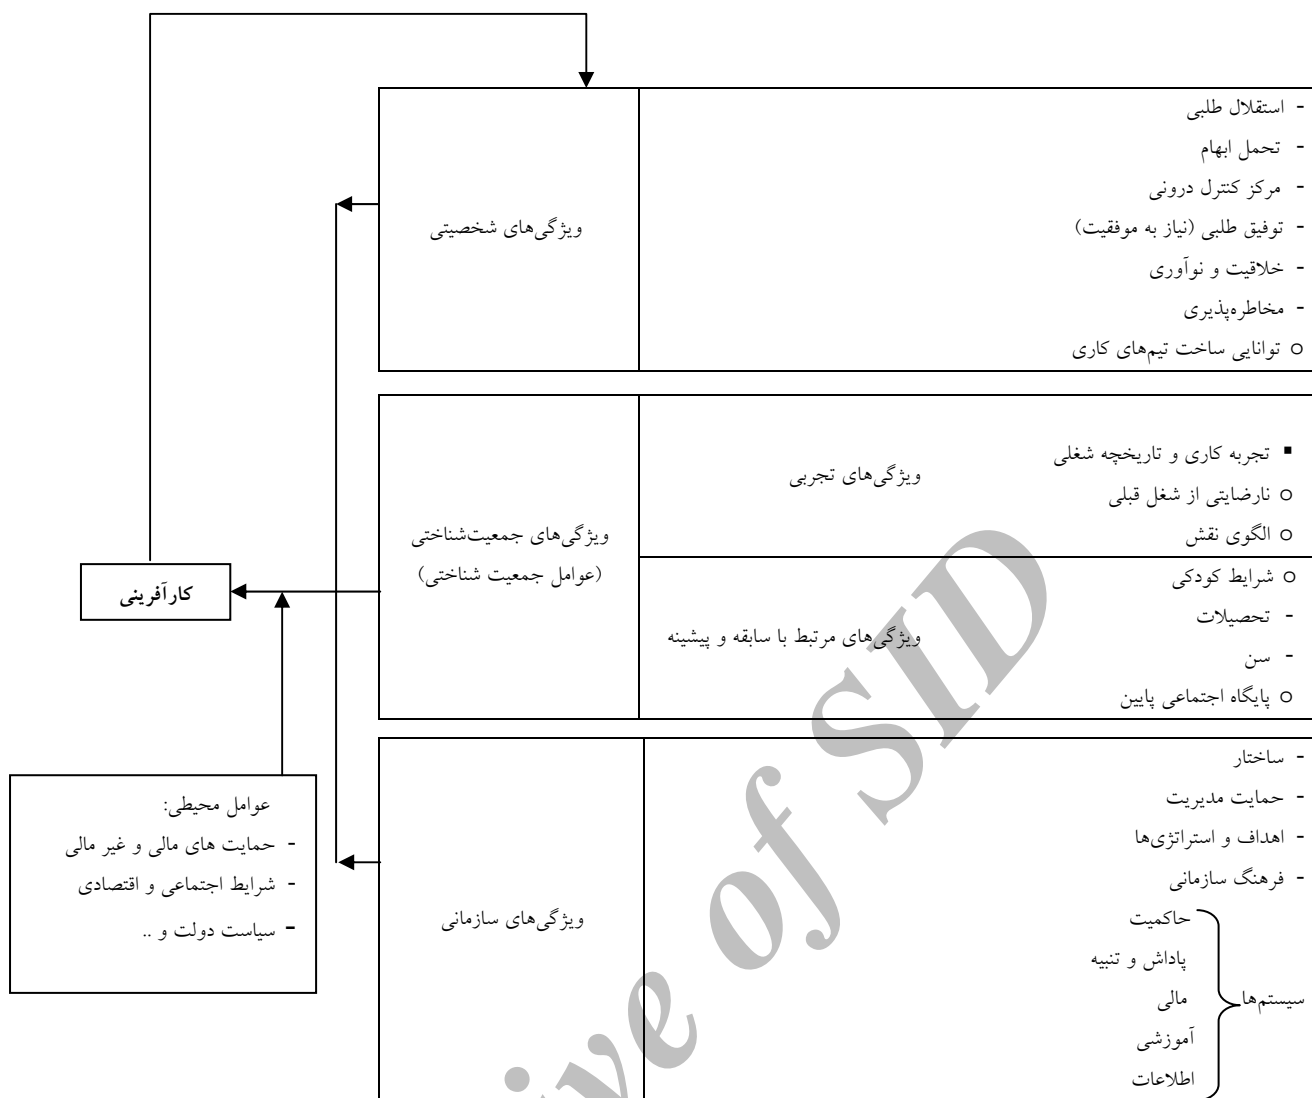 - استقلال طلبی
- تحمل ابهام
- مرکز کنترل درونی
- توفیق طلبی (نیاز به موفقیت)
- خلاقیت و نوآوری
- مخاطره‌پذیری
o توانایی ساخت تیم‌های کاری
ویژگی‌های شخصیتی
▪ تجربه کاری و تاریخچه شغلی
o نارضایتی از شغل قبلی
o الگوی نقش
ویژگی‌های تجربی
o شرایط کودکی
- تحصیلات
- سن
o پایگاه اجتماعی پایین
ویژگی‌های مرتبط با سابقه و پیشینه
ویژگی‌های جمعیت‌شناختی
(عوامل جمعیت شناختی)
کارآفرینی
- ساختار
- حمایت مدیریت
- اهداف و استراتژی‌ها
- فرهنگ سازمانی
سیستم‌ها
حاکمیت
پاداش و تنبیه
مالی
آموزشی
اطلاعات
ویژگی‌های سازمانی
عوامل محیطی:
- حمایت های مالی و غیر مالی
- شرایط اجتماعی و اقتصادی
- سیاست دولت و ..
ive of SID